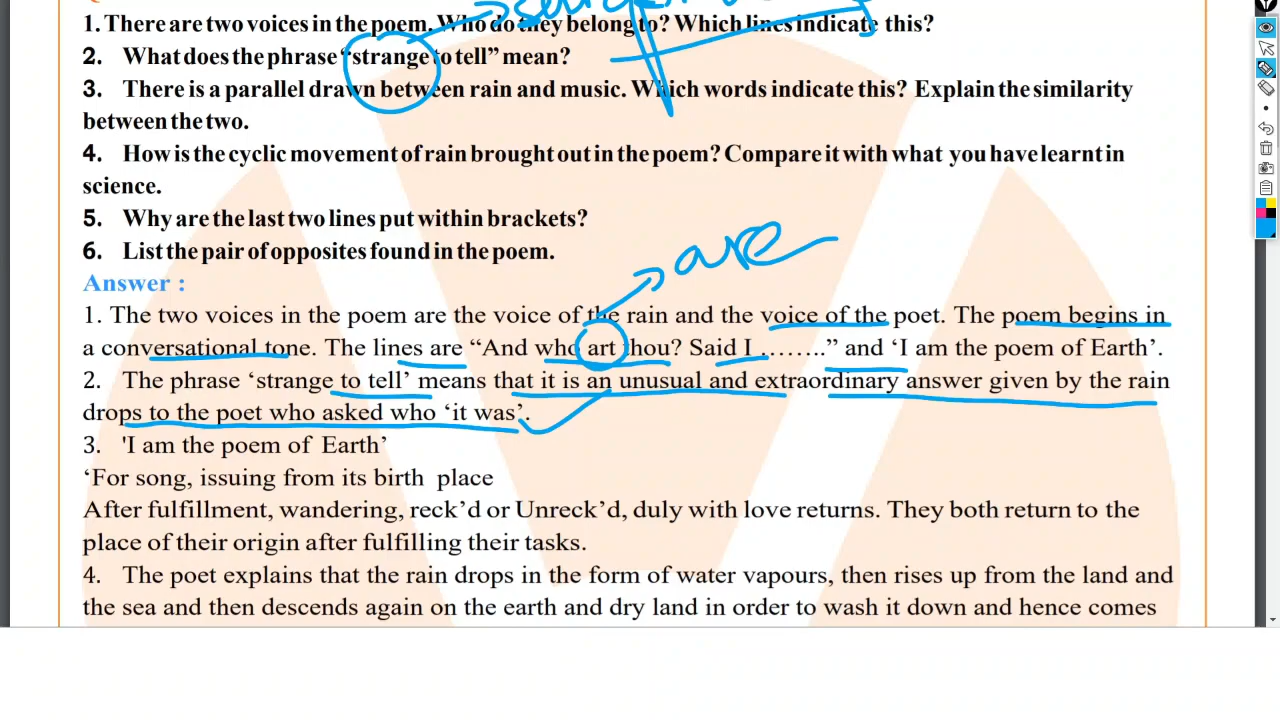 1. There are two voices in the poem. Who do they belong to? Which lines indicate this?
2. What does the phrase “strange to tell” mean?
3. There is a parallel drawn between rain and music. Which words indicate this? Explain the similarity
between the two.
4. How is the cyclic movement of rain brought out in the poem? Compare it with what you have learnt in
science.
5. Why are the last two lines put within brackets?
6. List the pair of opposites found in the poem.
are
Answer :
1. The two voices in the poem are the voice of the rain and the voice of the poet. The poem begins in
a conversational tone. The lines are “And who art thou? Said I ……..” and ‘I am the poem of Earth’.
2. The phrase ‘strange to tell’ means that it is an unusual and extraordinary answer given by the rain
drops to the poet who asked who ‘it was’.
3. 'I am the poem of Earth’
‘For song, issuing from its birth place
After fulfillment, wandering, reck’d or Unreck’d, duly with love returns. They both return to the
place of their origin after fulfilling their tasks.
4. The poet explains that the rain drops in the form of water vapours, then rises up from the land and
the sea and then descends again on the earth and dry land in order to wash it down and hence comes